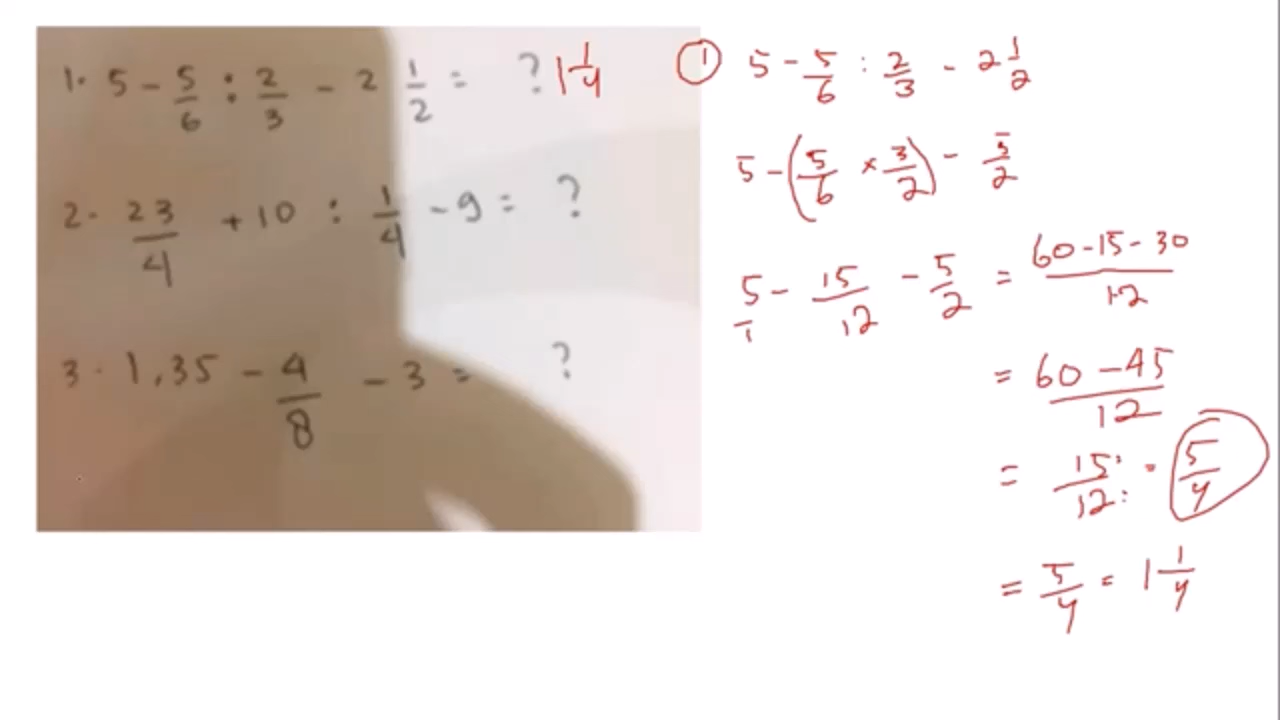 1. 5 - 5/6 : 2/3 - 2 1/2 = ? 1 1/4
2. 23/4 + 10 : 1/4 - 9 = ?
3. 1,35 - 4/8 - 3 = ?
① 5 - 5/6 : 2/3 - 2 1/2
5 - (5/6 × 3/2) - 5/2
5/1 - 15/12 - 5/2 = 60 - 15 - 30/12
= 60 - 45/12
= 15:/12: = 5/4
= 5/4 = 1 1/4